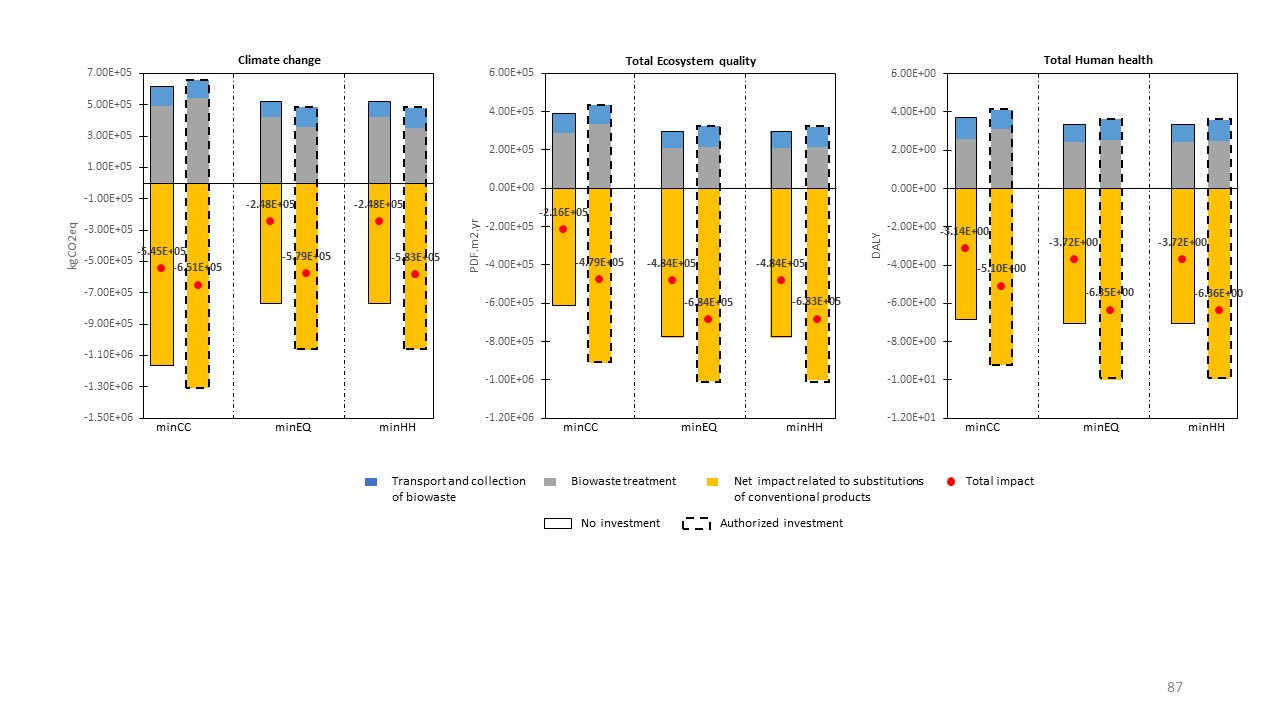 Climate change
7.00E+05
5.00E+05
3.00E+05
1.00E+05
-1.00E+05
-3.00E+05
-5.00E+05
-7.00E+05
-9.00E+05
-1.10E+06
-1.30E+06
-1.50E+06
kgCO2eq
-5.45E+05
-6.51E+05
-2.48E+05
-5.79E+05
-2.48E+05
-5.83E+05
minCC
minEQ
minHH
Total Ecosystem quality
6.00E+05
4.00E+05
2.00E+05
0.00E+00
-2.00E+05
-4.00E+05
-6.00E+05
-8.00E+05
-1.00E+06
-1.20E+06
PDF.m2.yr
-2.16E+05
-4.79E+05
-4.84E+05
-6.84E+05
-4.84E+05
-6.83E+05
minCC
minEQ
minHH
Total Human health
6.00E+00
4.00E+00
2.00E+00
0.00E+00
-2.00E+00
-4.00E+00
-6.00E+00
-8.00E+00
-1.00E+01
-1.20E+01
DALY
-3.14E+00
-5.10E+00
-3.72E+00
-6.35E+00
-3.72E+00
-6.36E+00
minCC
minEQ
minHH
Transport and collection
of biowaste
Biowaste treatment
Net impact related to substitutions
of conventional products
Total impact
No investment
Authorized investment
87